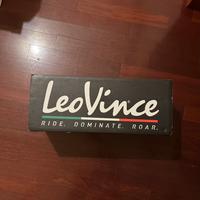 LeoVince
RIDE. DOMINATE. ROAR.